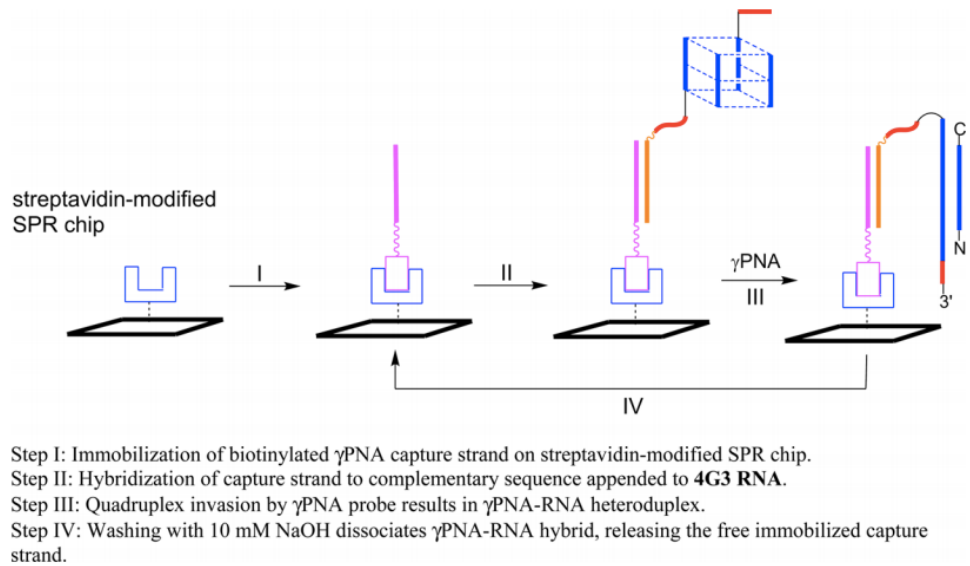 streptavidin-modified
SPR chip
I
II
γPNA
III
C
N
3'
IV
Step I: Immobilization of biotinylated γPNA capture strand on streptavidin-modified SPR chip.
Step II: Hybridization of capture strand to complementary sequence appended to 4G3 RNA.
Step III: Quadruplex invasion by γPNA probe results in γPNA-RNA heteroduplex.
Step IV: Washing with 10 mM NaOH dissociates γPNA-RNA hybrid, releasing the free immobilized capture
strand.